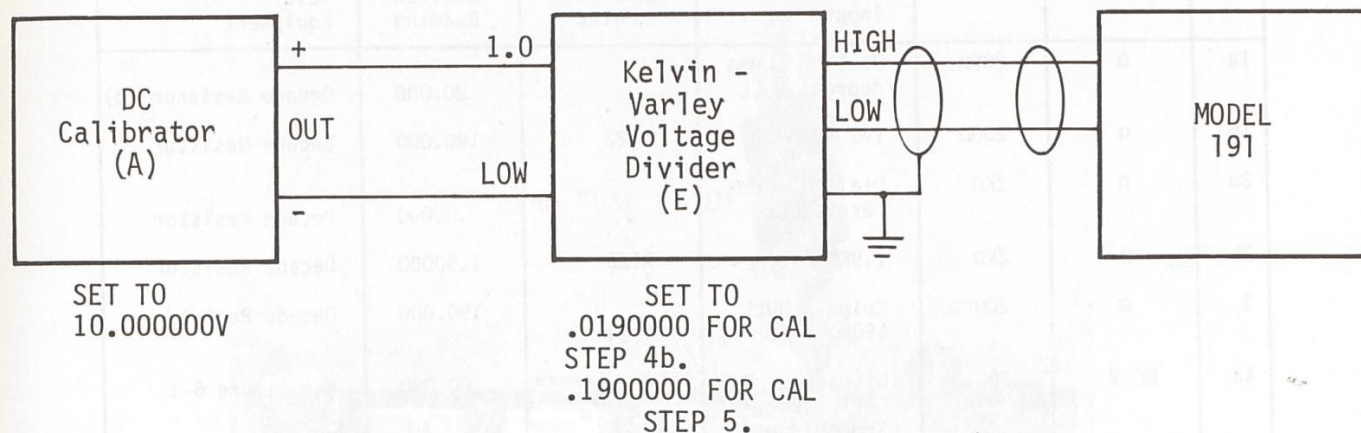 DC
Calibrator
(A)
+
OUT
-
1.0
LOW
Kelvin -
Varley
Voltage
Divider
(E)
HIGH
LOW
MODEL
191
SET TO
10.000000V
SET TO
.0190000 FOR CAL
STEP 4b.
.1900000 FOR CAL
STEP 5.